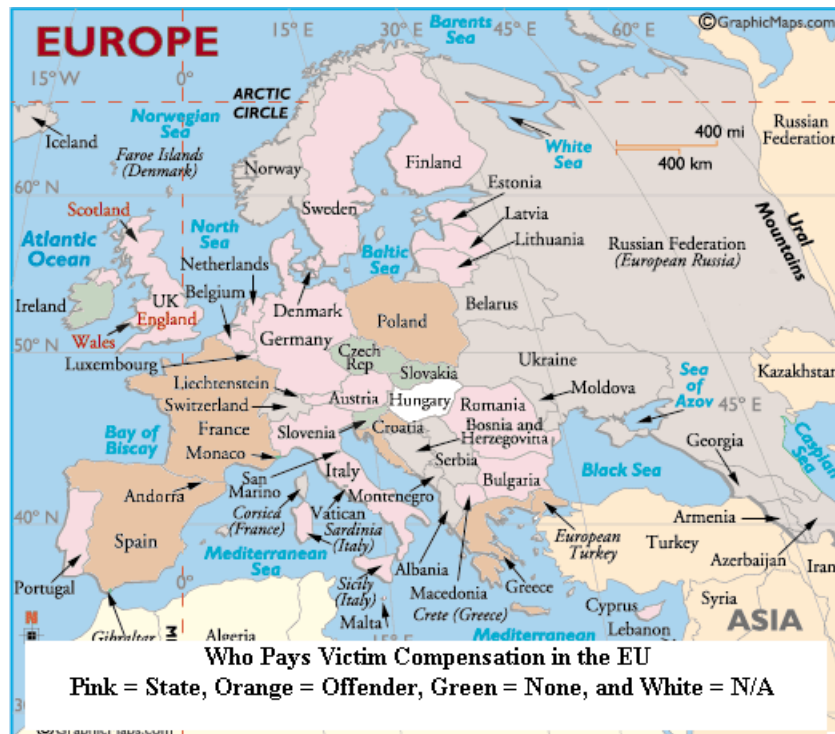 EUROPE
©GraphicMaps.com
15°W
0°
15°E
30°E
45°E
60°E
Barents
Sea
ARCTIC
CIRCLE
Norwegian
Sea
Iceland
Faroe Islands
(Denmark)
White
Sea
400 mi
400 km
Russian
Federation
Norway
Finland
Sweden
60° N
Estonia
Latvia
Lithuania
Ural
Mountains
Scotland
North
Sea
Baltic
Sea
Russian Federation
(European Russia)
Atlantic
Ocean
Netherlands
Belgium
Ireland
UK
England
Wales
Denmark
Germany
Poland
Belarus
50° N
Luxembourg
Czech
Rep
Slovakia
Ukraine
Kazakhstan
Liechtenstein
Switzerland
Austria
Hungary
Moldova
Sea
of
Azov
45°E
France
Slovenia
Croatia
Rumania
Bosnia and
Herzegovina
Bay of
Biscay
Monaco
Serbia
Georgia
Caspian
Sea
San
Marino
Italy
Montenegro
Bulgaria
Black Sea
Andorra
Corsica
(France)
Vatican
Sardinia
(Italy)
European
Turkey
Armenia
40° N
Spain
Mediterranean
Sea
Albania
Turkey
Azerbaijan
Portugal
Sicily
(Italy)
Macedonia
Greece
Iran
0°
Crete (Greece)
Cyprus
Syria
N
Gibraltar
Algeria
Malta
15°E
Mediterranean
Lebanon
ASIA
Who Pays Victim Compensation in the EU
Pink = State, Orange = Offender, Green = None, and White = N/A